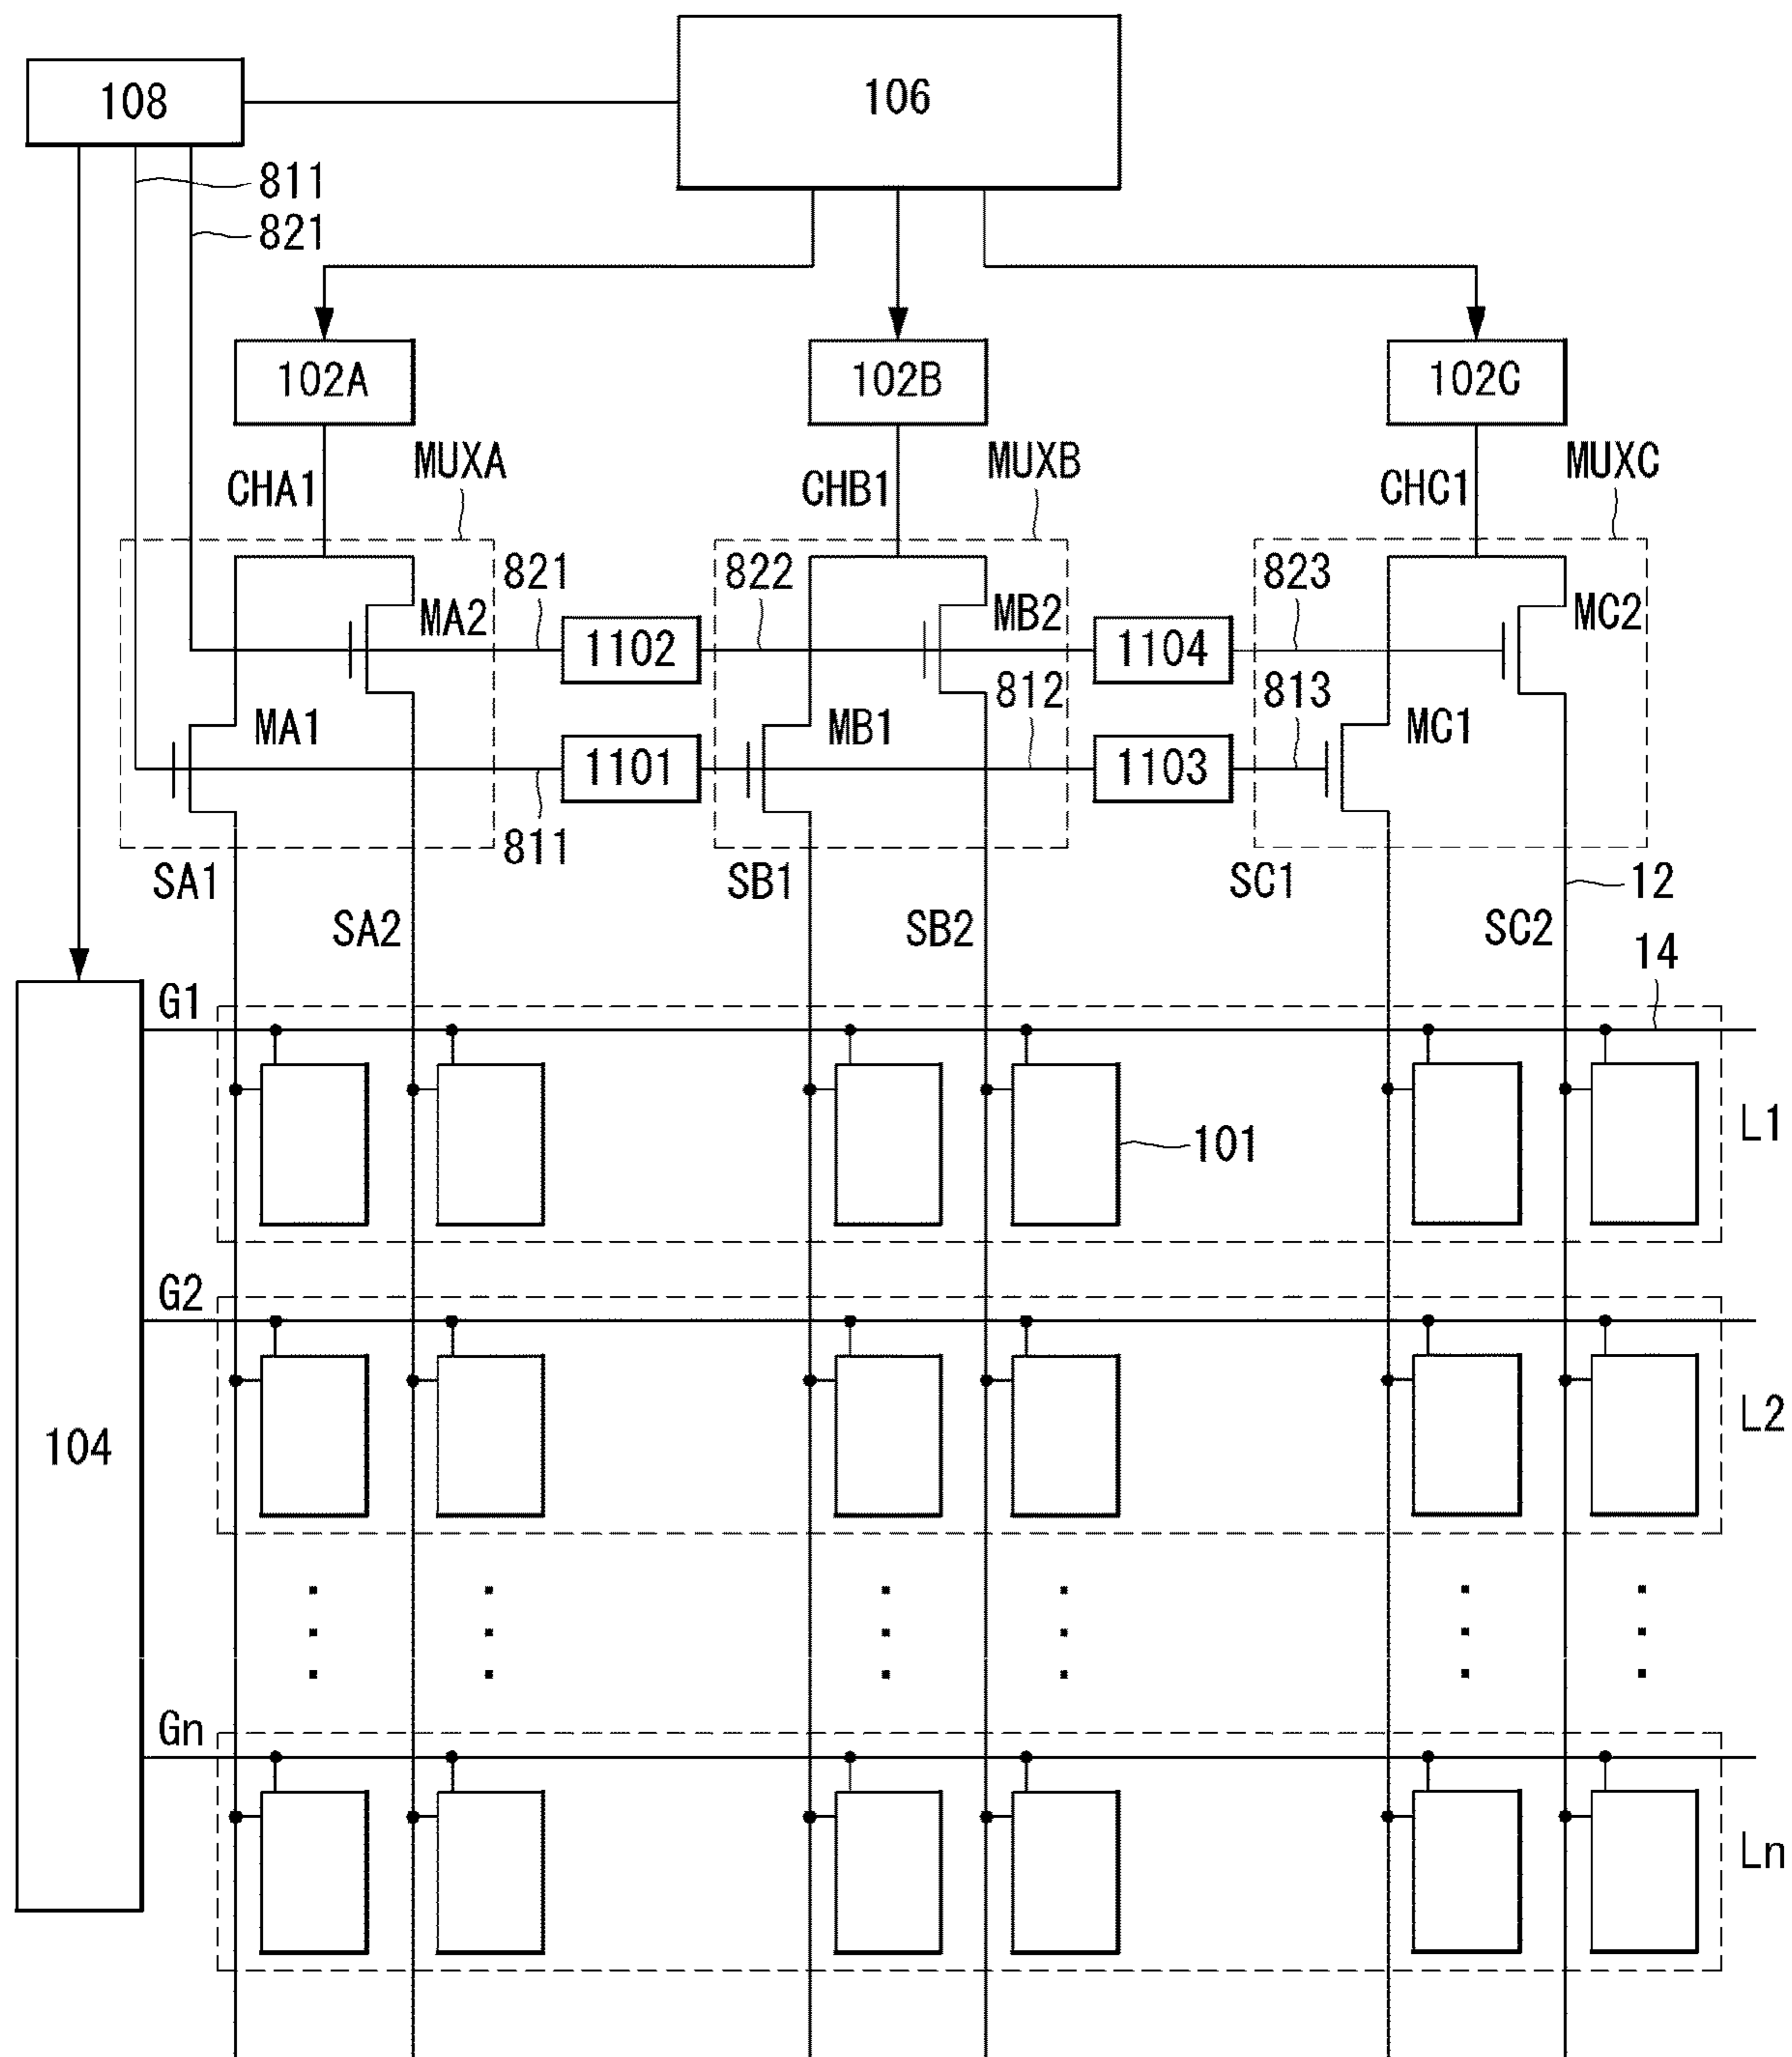 108
106
811
821
102A
102B
102C
MUXA
MUXB
MUXC
CHA1
CHB1
CHC1
821
822
823
MA2
MB2
MC2
1102
1104
812
813
MA1
MB1
MC1
1101
1103
811
SA1
SB1
SC1
12
SA2
SB2
SC2
14
G1
L1
101
G2
L2
104
Gn
Ln